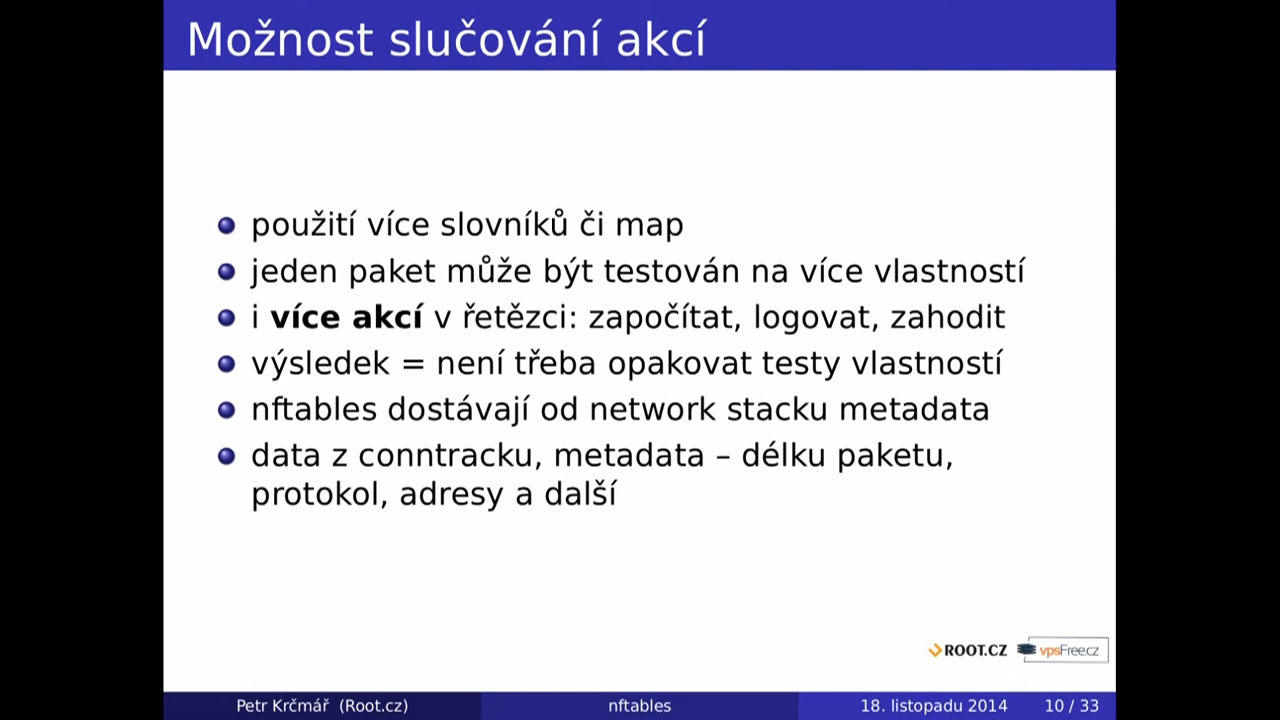 Možnost slučování akcí
použití více slovníků či map
jeden paket může být testován na více vlastností
i více akcí v řetězci: započítat, logovat, zahodit
výsledek = není třeba opakovat testy vlastností
nftables dostávají od network stacku metadata
data z conntracku, metadata – délku paketu,
protokol, adresy a další
ROOT.CZ vpsFree.cz
Petr Krčmář (Root.cz) nftables 18. listopadu 2014 10 / 33